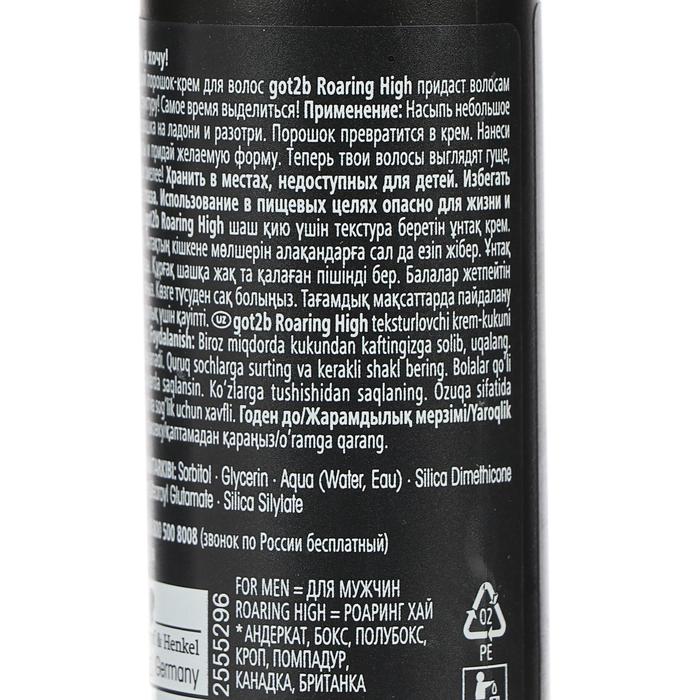 я хочу!
порошок-крем для волос got2b Roaring High придаст волосам
Самое время выделиться! Применение: Насыпь небольшое
на ладони и разотри. Порошок превратится в крем. Нанеси
и придай желаемую форму. Теперь твои волосы выглядят гуще,
Хранить в местах, недоступных для детей. Избегать
Использование в пищевых целях опасно для жизни и
got2b Roaring High шаш қию үшін текстура беретін ұнтақ крем.
кішкене мөлшерін алақандарға сал да езіп жібер. Ұнтақ
Құрғақ шашқа жақ та қалаған пішінді бер. Балалар жетпейтін
Көзге түсуден сақ болыңыз. Тағамдық мақсаттарда пайдалану
үшін қауіпті. UZ got2b Roaring High teksturlovchi krem-kukuni
Foydalanish: Biroz miqdorda kukundan kaftingizga solib, uqalang.
Quruq sochlarga surting va kerakli shakl bering. Bolalar qo'li
saqlansin. Ko'zlarga tushishidan saqlaning. Ozuqa sifatida
sog'lik uchun xavfli. Годен до/Жарамдылық мерзімі/Yaroqlik
қаптамадан қараңыз/o'ramga qarang.
TARKIBI: Sorbitol · Glycerin · Aqua (Water, Eau) · Silica Dimethicone
Glutamate · Silica Silylate
500 8008 (звонок по России бесплатный)
FOR MEN = ДЛЯ МУЖЧИН
ROARING HIGH = РОАРИНГ ХАЙ
* АНДЕРКАТ, БОКС, ПОЛУБОКС,
КРОП, ПОМПАДУР,
КАНАДКА, БРИТАНКА
2555296
& Henkel
Germany
02
PE